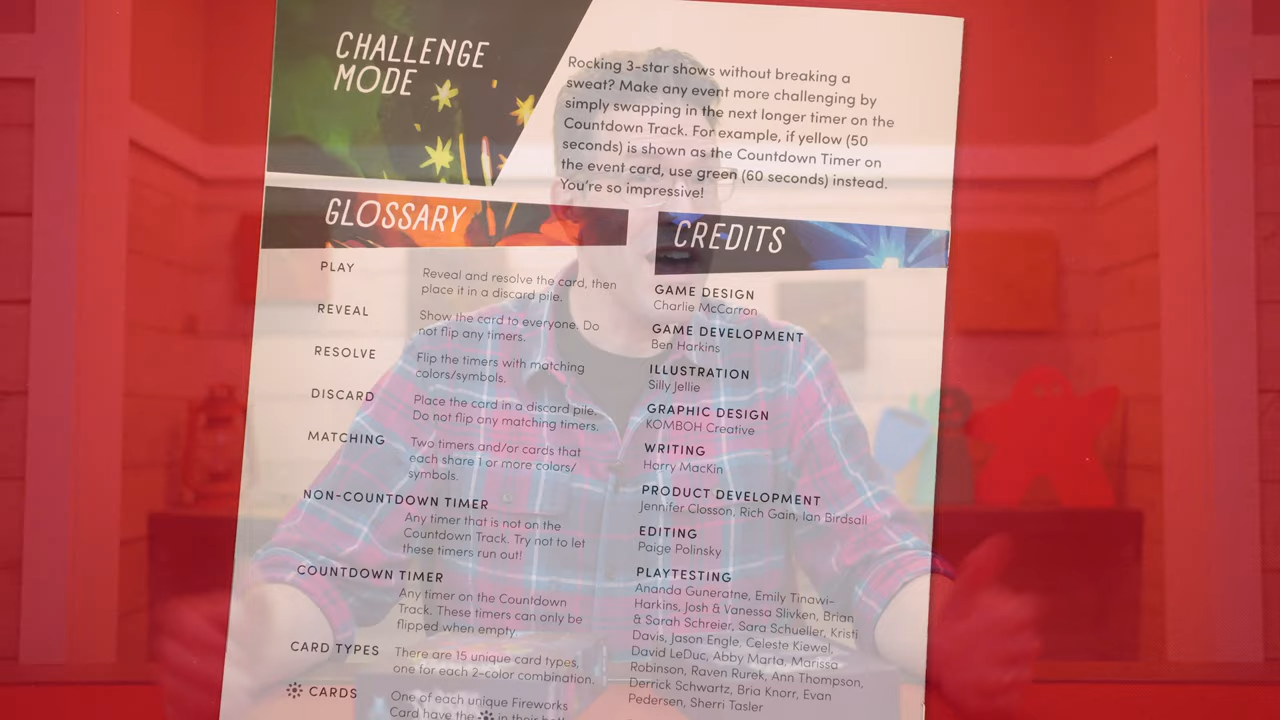 CHALLENGE
MODE
Rocking 3-star shows without breaking a
sweat? Make any event more challenging by
simply swapping in the next longer timer on the
Countdown Track. For example, if yellow (50
seconds) is shown as the Countdown Timer on
the event card, use green (60 seconds) instead.
You're so impressive!
GLOSSARY
PLAY
Reveal and resolve the card, then
place it in a discard pile.
REVEAL
Show the card to everyone. Do
not flip any timers.
RESOLVE
Flip the timers with matching
colors/symbols.
DISCARD
Place the card in a discard pile.
Do not flip any matching timers.
MATCHING
Two timers and/or cards that
each share 1 or more colors/
symbols.
NON-COUNTDOWN TIMER
Any timer that is not on the
Countdown Track. Try not to let
these timers run out!
COUNTDOWN TIMER
Any timer on the Countdown
Track. These timers can only be
flipped when empty.
CARD TYPES
There are 15 unique card types,
one for each 2-color combination.
CARDS
One of each unique Fireworks
Card have the in their
CREDITS
GAME DESIGN
Charlie McCarron
GAME DEVELOPMENT
Ben Harkins
ILLUSTRATION
Silly Jellie
GRAPHIC DESIGN
KOMBOH Creative
WRITING
Harry MacKin
PRODUCT DEVELOPMENT
Jennifer Closson, Rich Gain, Ian Birdsall
EDITING
Paige Polinsky
PLAYTESTING
Ananda Guneratne, Emily Tinawi-
Harkins, Josh & Vanessa Slivken, Brian
& Sarah Schreier, Sara Schueller, Kristi
Davis, Jason Engle, Celeste Kiewel,
David LeDuc, Abby Marta, Marissa
Robinson, Raven Rurek, Ann Thompson,
Derrick Schwartz, Bria Knorr, Evan
Pedersen, Sherri Tasler